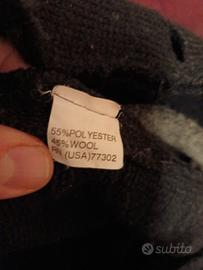 55%POLYESTER
45%WOOL
RN (USA)77302
subito